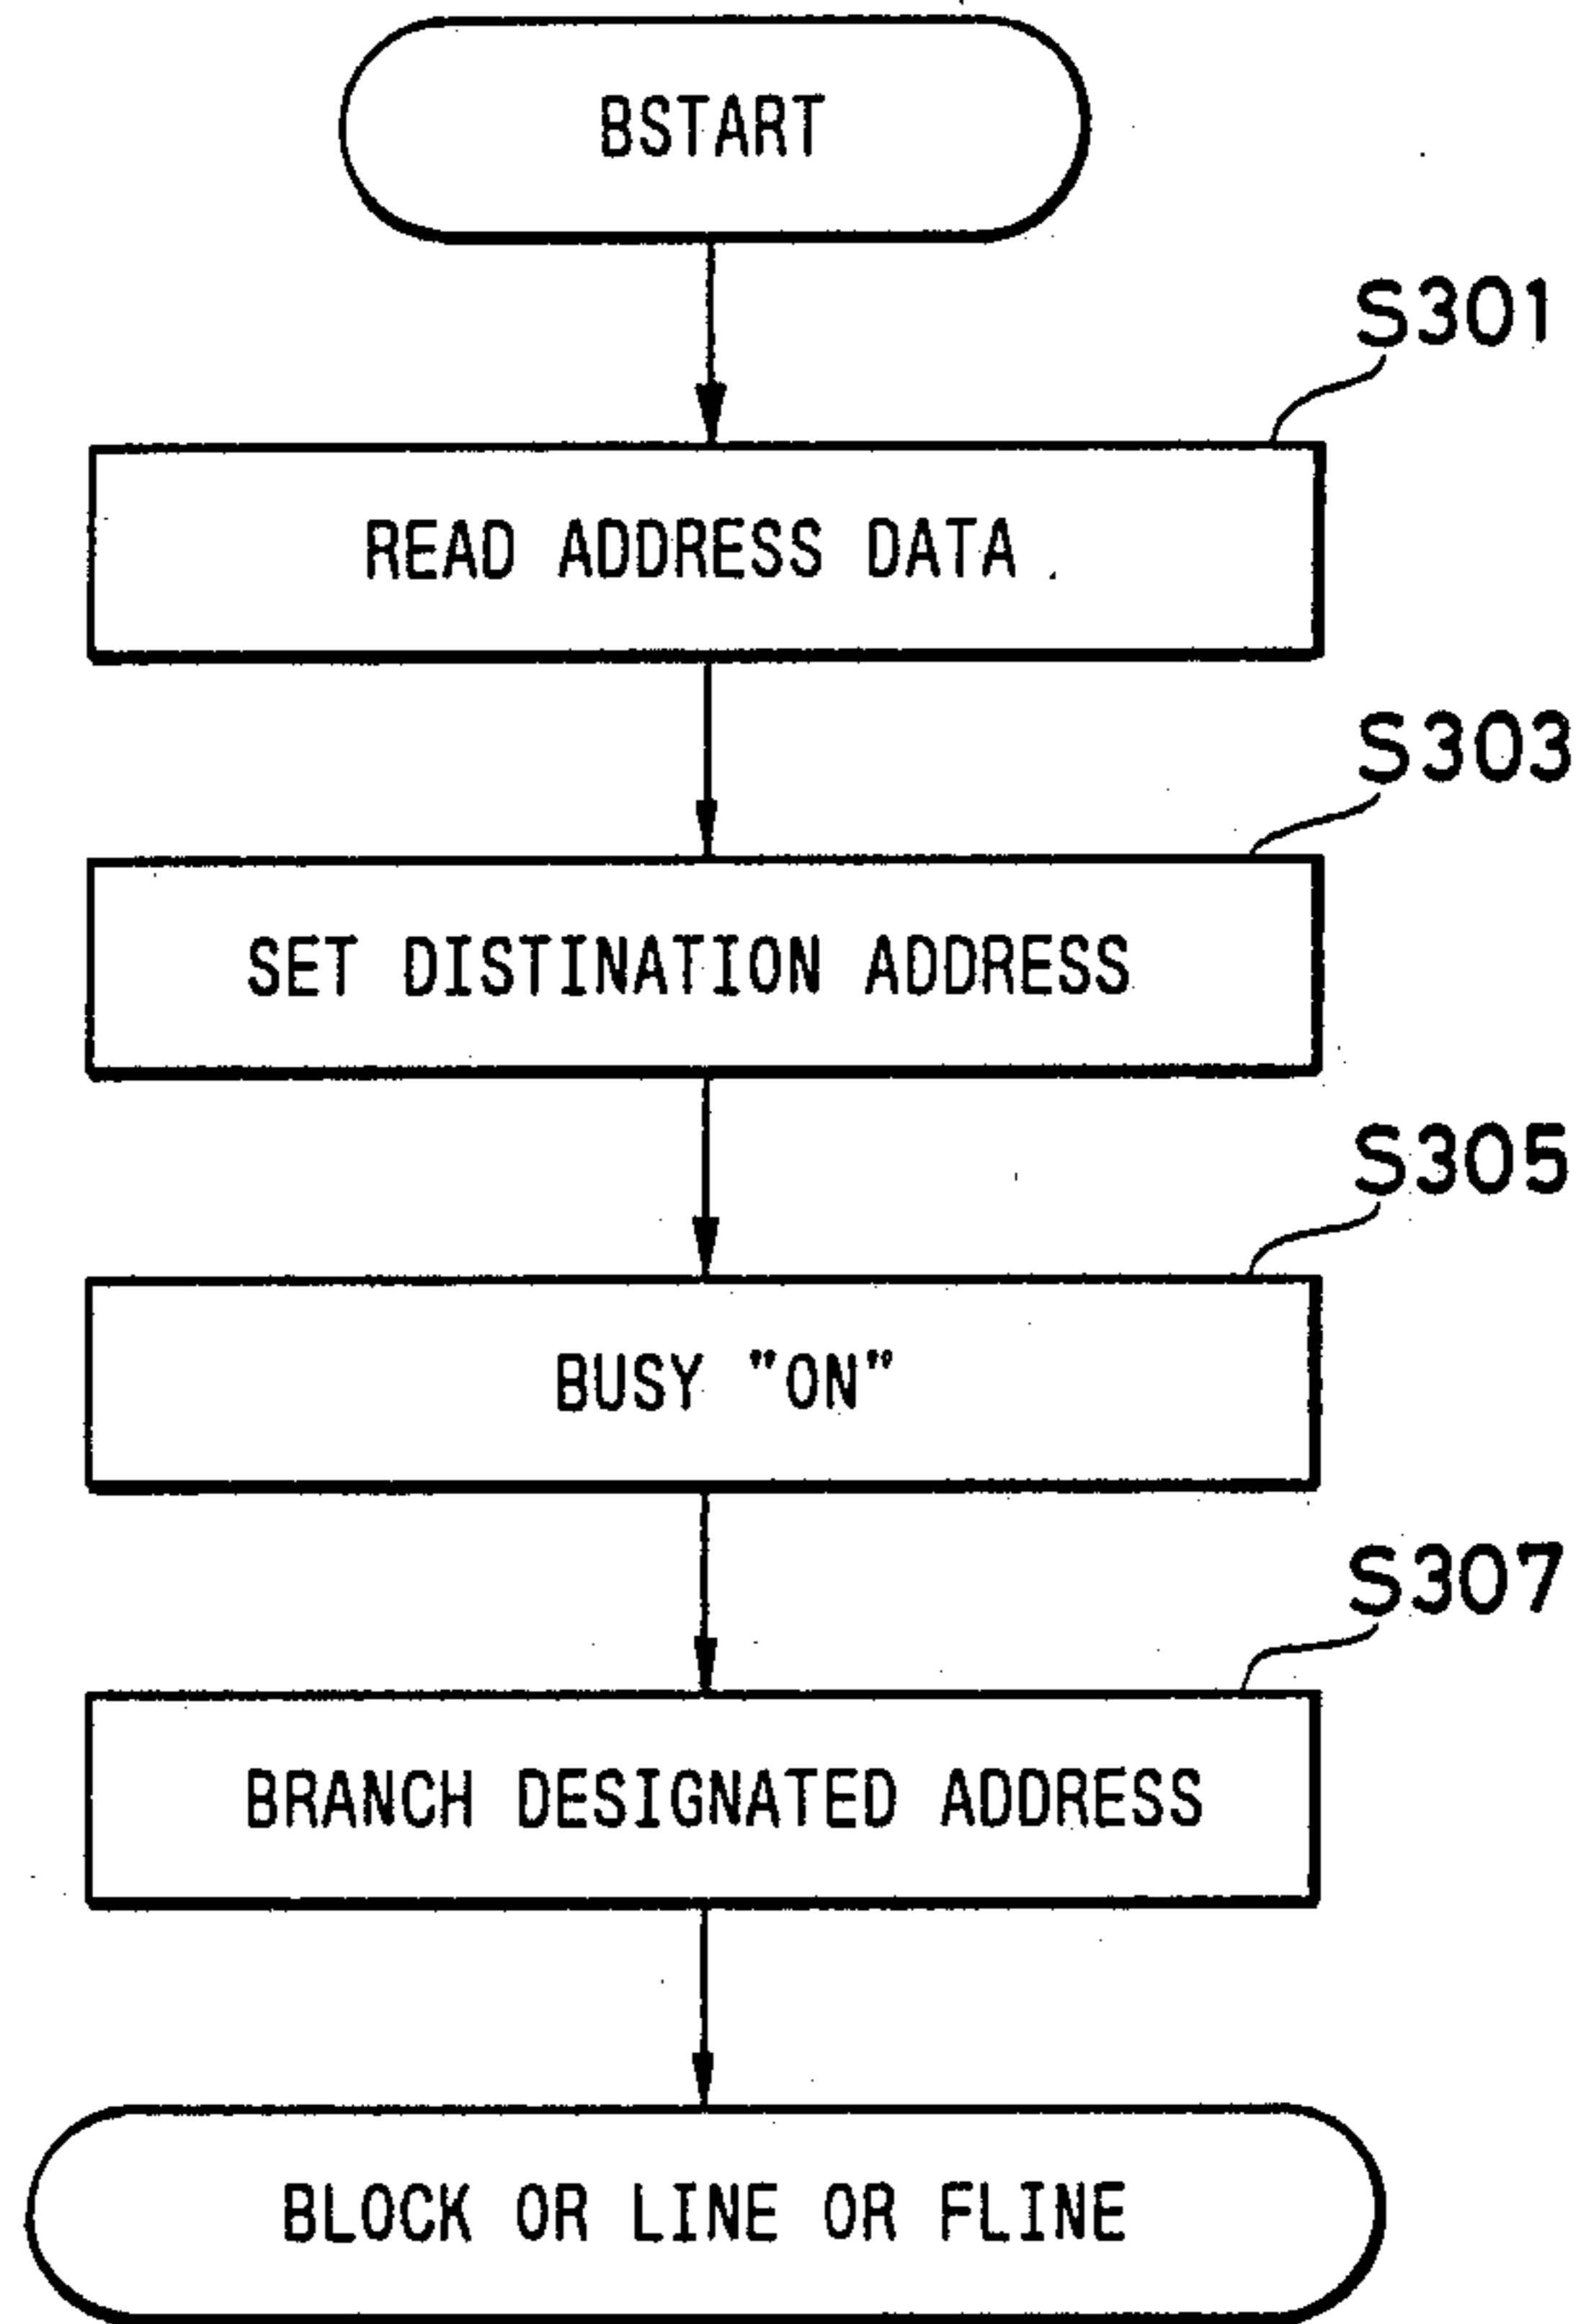 BSTART
S301
READ ADDRESS DATA
S303
SET DISTINATION ADDRESS
S305
BUSY "ON"
S307
BRANCH DESIGNATED ADDRESS
BLOCK OR LINE OR FLINE